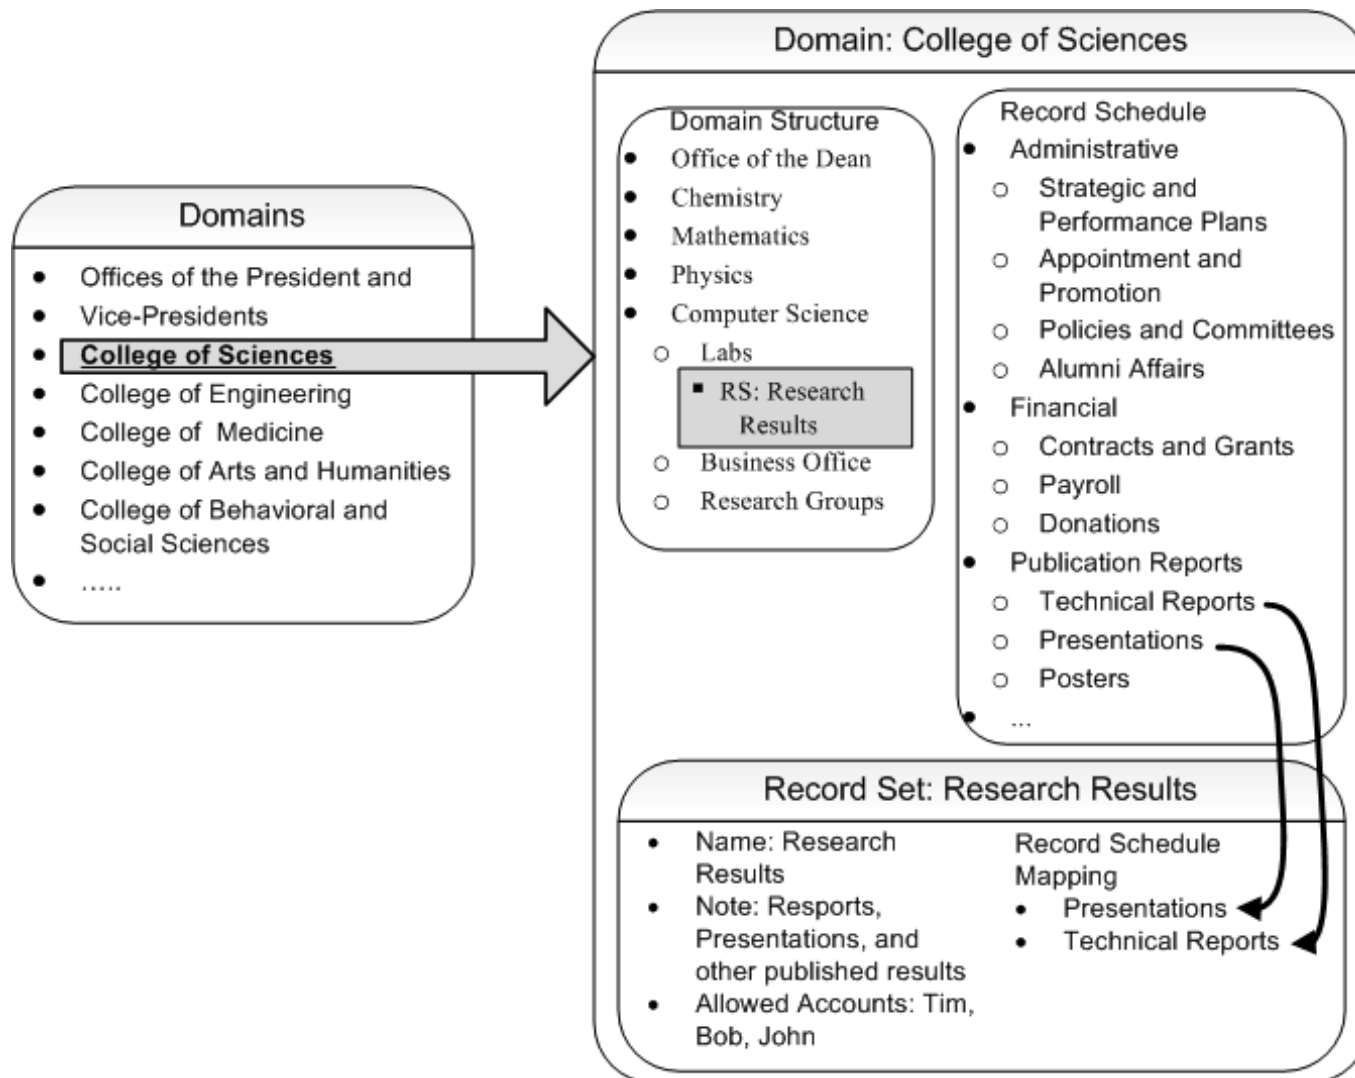 Domains
Offices of the President and
Vice-Presidents
College of Sciences
College of Engineering
College of  Medicine
College of Arts and Humanities
College of Behavioral and
Social Sciences
.....
Domain: College of Sciences
Domain Structure
Office of the Dean
Chemistry
Mathematics
Physics
Computer Science
Labs
RS: Research
Results
Business Office
Research Groups
Record Schedule
Administrative
Strategic and
Performance Plans
Appointment and
Promotion
Policies and Committees
Alumni Affairs
Financial
Contracts and Grants
Payroll
Donations
Publication Reports
Technical Reports
Presentations
Posters
...
Record Set: Research Results
Name: Research
Results
Note: Resports,
Presentations, and
other published results
Allowed Accounts: Tim,
Bob, John
Record Schedule
Mapping
Presentations
Technical Reports